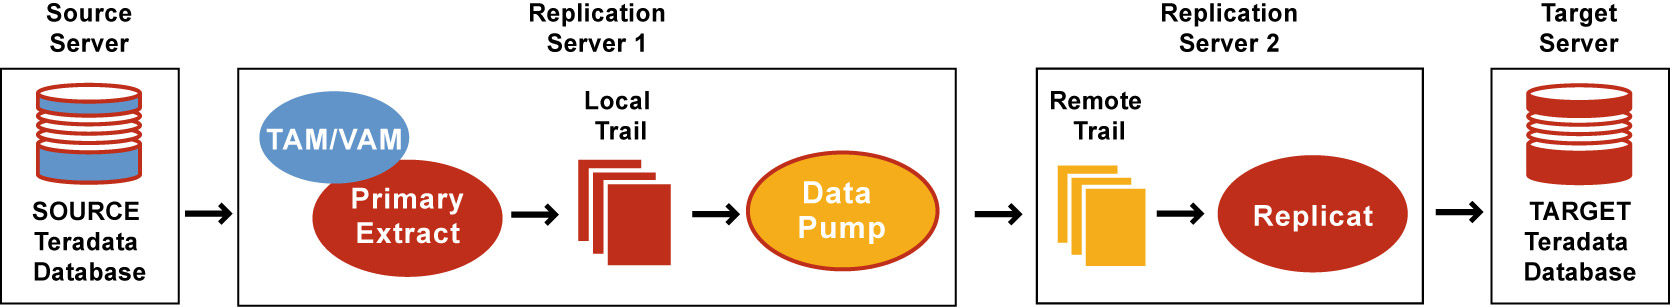 Source
Server
SOURCE
Teradata
Database
Replication
Server 1
TAM/VAM
Primary
Extract
Local
Trail
Data
Pump
Replication
Server 2
Remote
Trail
Replicat
Target
Server
TARGET
Teradata
Database